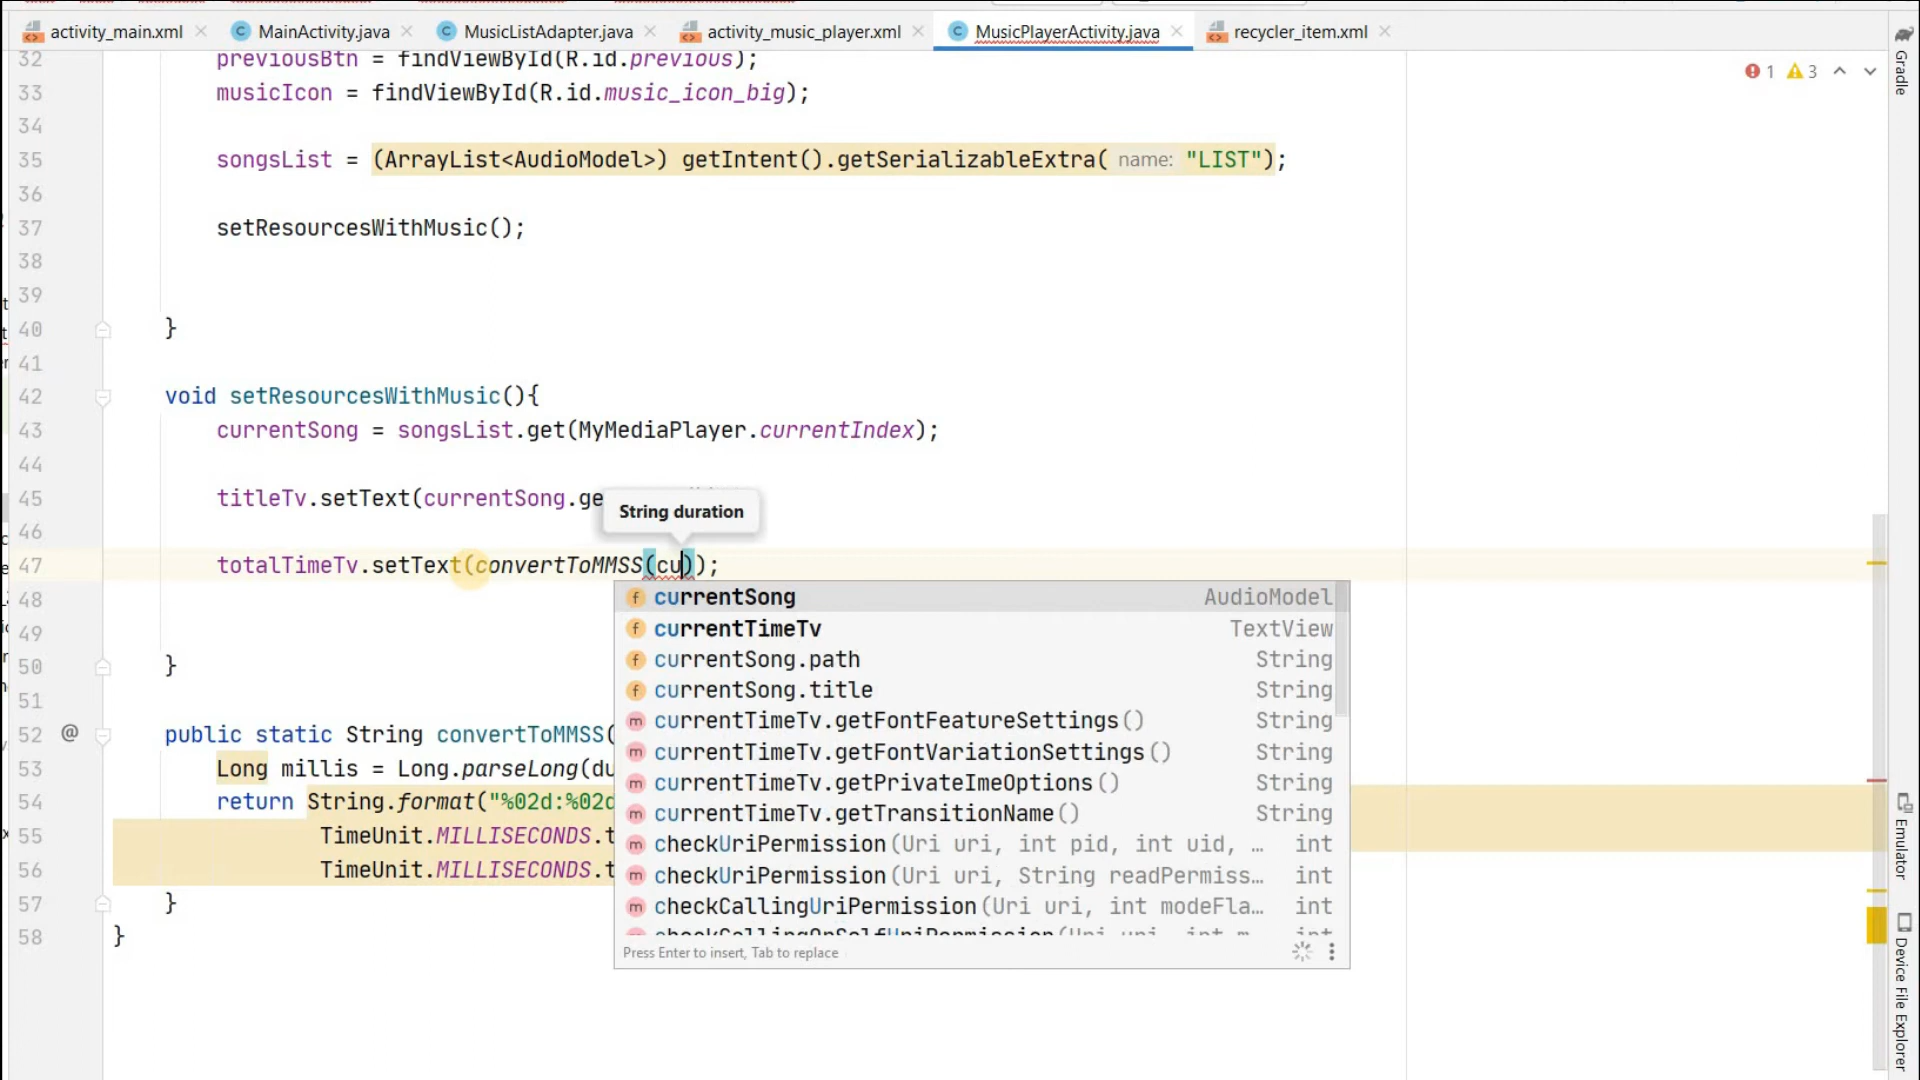 activity_main.xml MainActivity.java MusicListAdapter.java activity_music_player.xml MusicPlayerActivity.java recycler_item.xml
Gradle
1 3
32 previousBtn = findViewById(R.id.previous);
33 musicIcon = findViewById(R.id.music_icon_big);
34
35 songsList = (ArrayList<AudioModel>) getIntent().getSerializableExtra( name: "LIST");
36
37 setResourcesWithMusic();
38
39
40 }
41
42 void setResourcesWithMusic(){
43 currentSong = songsList.get(MyMediaPlayer.currentIndex);
44
45 titleTv.setText(currentSong.ge
String duration
46
47 totalTimeTv.setText(convertToMMSS(cu));
48
49
50 }
51
52 @ public static String convertToMMSS(
53 Long millis = Long.parseLong(du
54 return String.format("%02d:%02d
55 TimeUnit.MILLISECONDS.t
56 TimeUnit.MILLISECONDS.t
57 }
58 }
f currentSong AudioModel
f currentTimeTv TextView
f currentSong.path String
f currentSong.title String
m currentTimeTv.getFontFeatureSettings() String
m currentTimeTv.getFontVariationSettings() String
m currentTimeTv.getPrivateImeOptions() String
m currentTimeTv.getTransitionName() String
m checkUriPermission(Uri uri, int pid, int uid, … int
m checkUriPermission(Uri uri, String readPermiss… int
m checkCallingUriPermission(Uri uri, int modeFla… int
Press Enter to insert, Tab to replace
Emulator
Device File Explorer